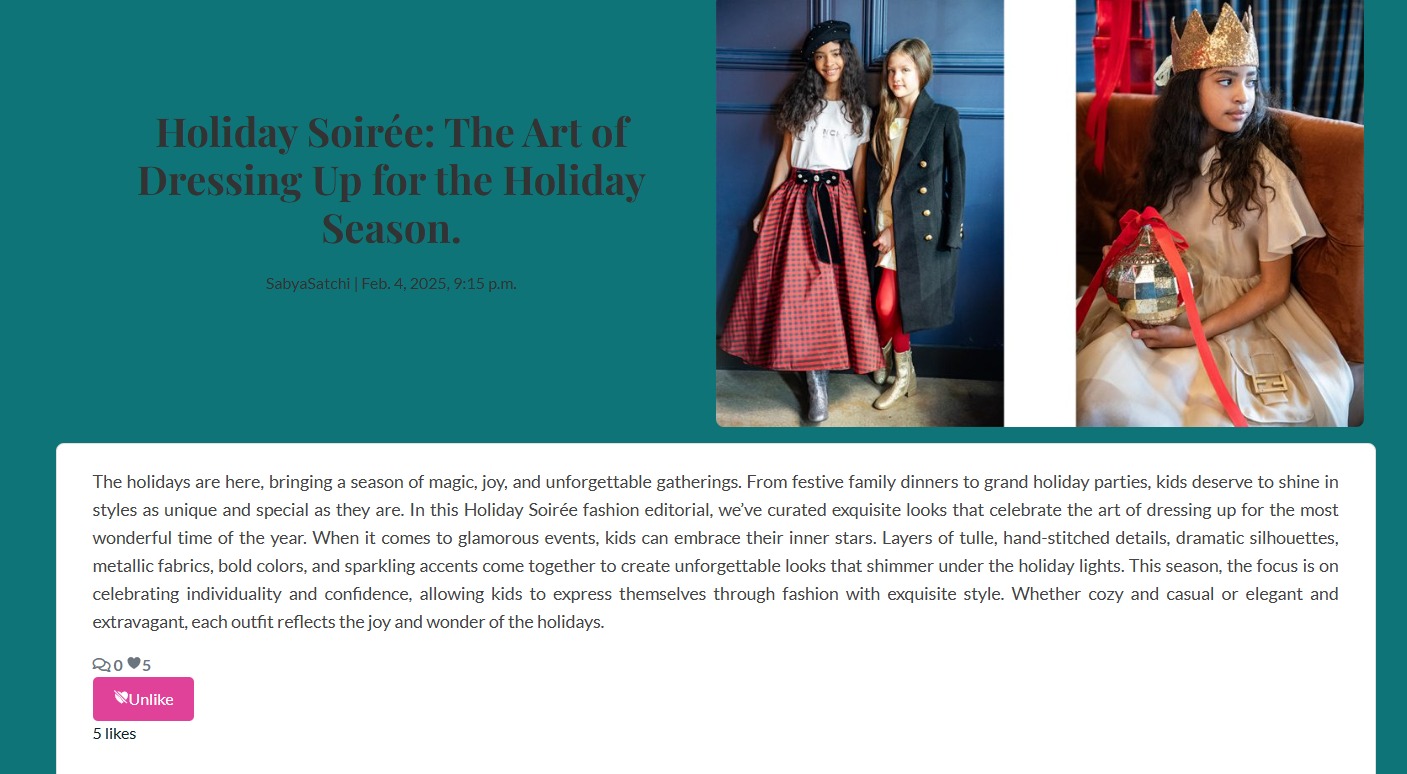 Holiday Soirée: The Art of
Dressing Up for the Holiday
Season.
SabyaSatchi | Feb. 4, 2025, 9:15 p.m.
The holidays are here, bringing a season of magic, joy, and unforgettable gatherings. From festive family dinners to grand holiday parties, kids deserve to shine in
styles as unique and special as they are. In this Holiday Soirée fashion editorial, we’ve curated exquisite looks that celebrate the art of dressing up for the most
wonderful time of the year. When it comes to glamorous events, kids can embrace their inner stars. Layers of tulle, hand-stitched details, dramatic silhouettes,
metallic fabrics, bold colors, and sparkling accents come together to create unforgettable looks that shimmer under the holiday lights. This season, the focus is on
celebrating individuality and confidence, allowing kids to express themselves through fashion with exquisite style. Whether cozy and casual or elegant and
extravagant, each outfit reflects the joy and wonder of the holidays.
0 5
Unlike
5 likes